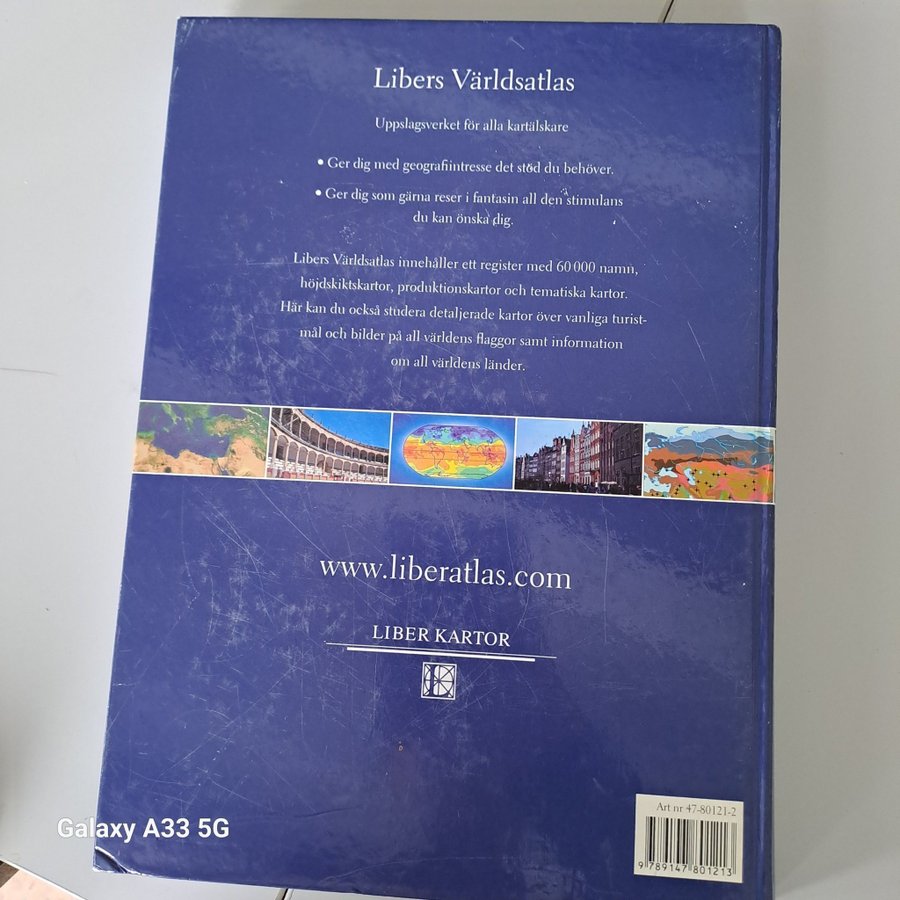 Libers Världsatlas
Uppslagsverket för alla kartälskare
• Ger dig med geografiintresse det stöd du behöver.
• Ger dig som gärna reser i fantasin all den stimulans
du kan önska dig.
Libers Världsatlas innehåller ett register med 60 000 namn,
höjdskiktskartor, produktionskartor och tematiska kartor.
Här kan du också studera detaljerade kartor över vanliga turist-
mål och bilder på all världens flaggor samt information
om all världens länder.
www.liberatlas.com
LIBER KARTOR
Art nr 47-80121-2
9 789147 801213
Galaxy A33 5G